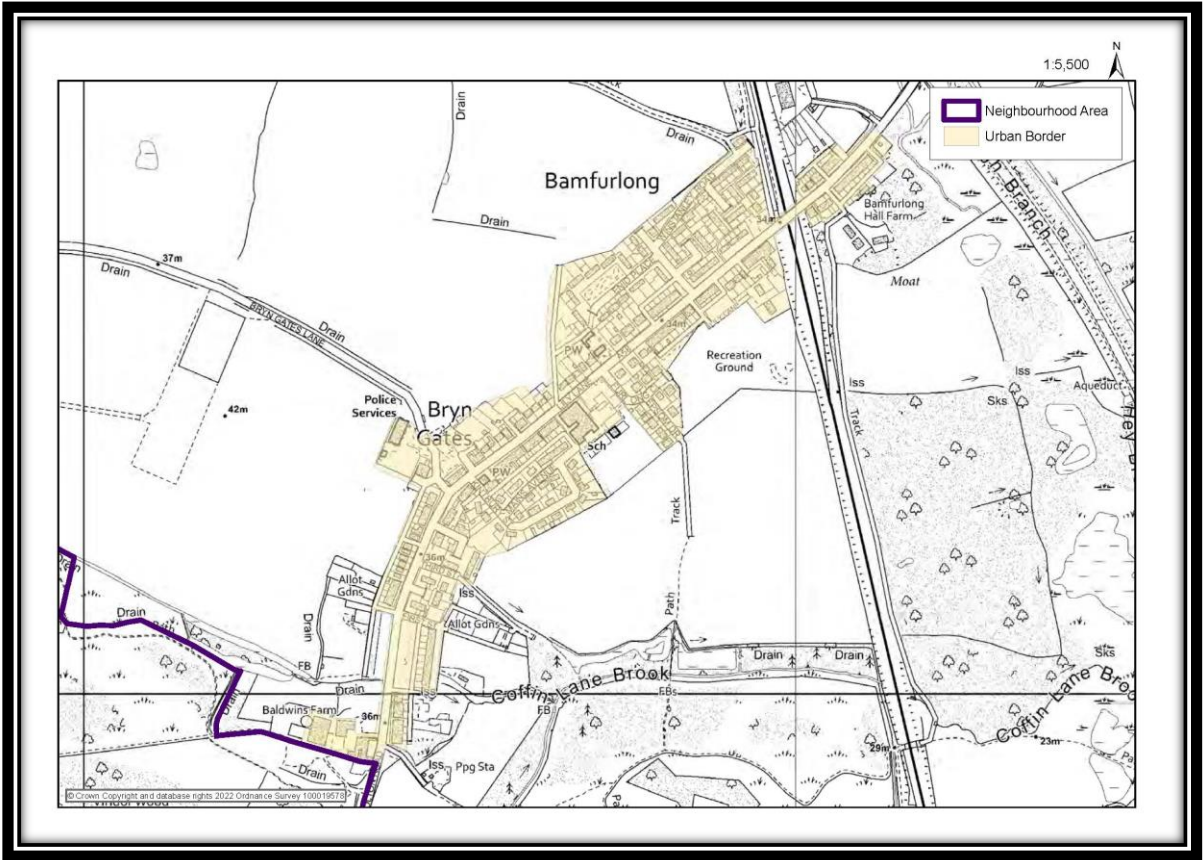 N
1:5,500
Neighbourhood Area
Urban Border
Drain
Drain
Bamfurlong
Drain
Branch
34m
Bamfurlong
Hall Farm
37m
Drain
Moat
BRYN GATES LANE
Drain
34m
PW
Recreation
Ground
Iss
Iss
Sks
Aqueduct
Police
Services
42m
Bryn
Gates
Track
Sch
PW
Track
36m
Allot
Gdns
Iss
Drain
Allot Gdns
Path
Drain
Drain
Drain
Sks
FB
Drain
Iss
Coffin Lane Brook
FBs
FB
Coffin Lane Broo
Drain
Baldwins Farm
36m
29m
23m
Drain
Iss
Ppg Sta
© Crown Copyright and database rights 2022 Ordnance Survey 100019578